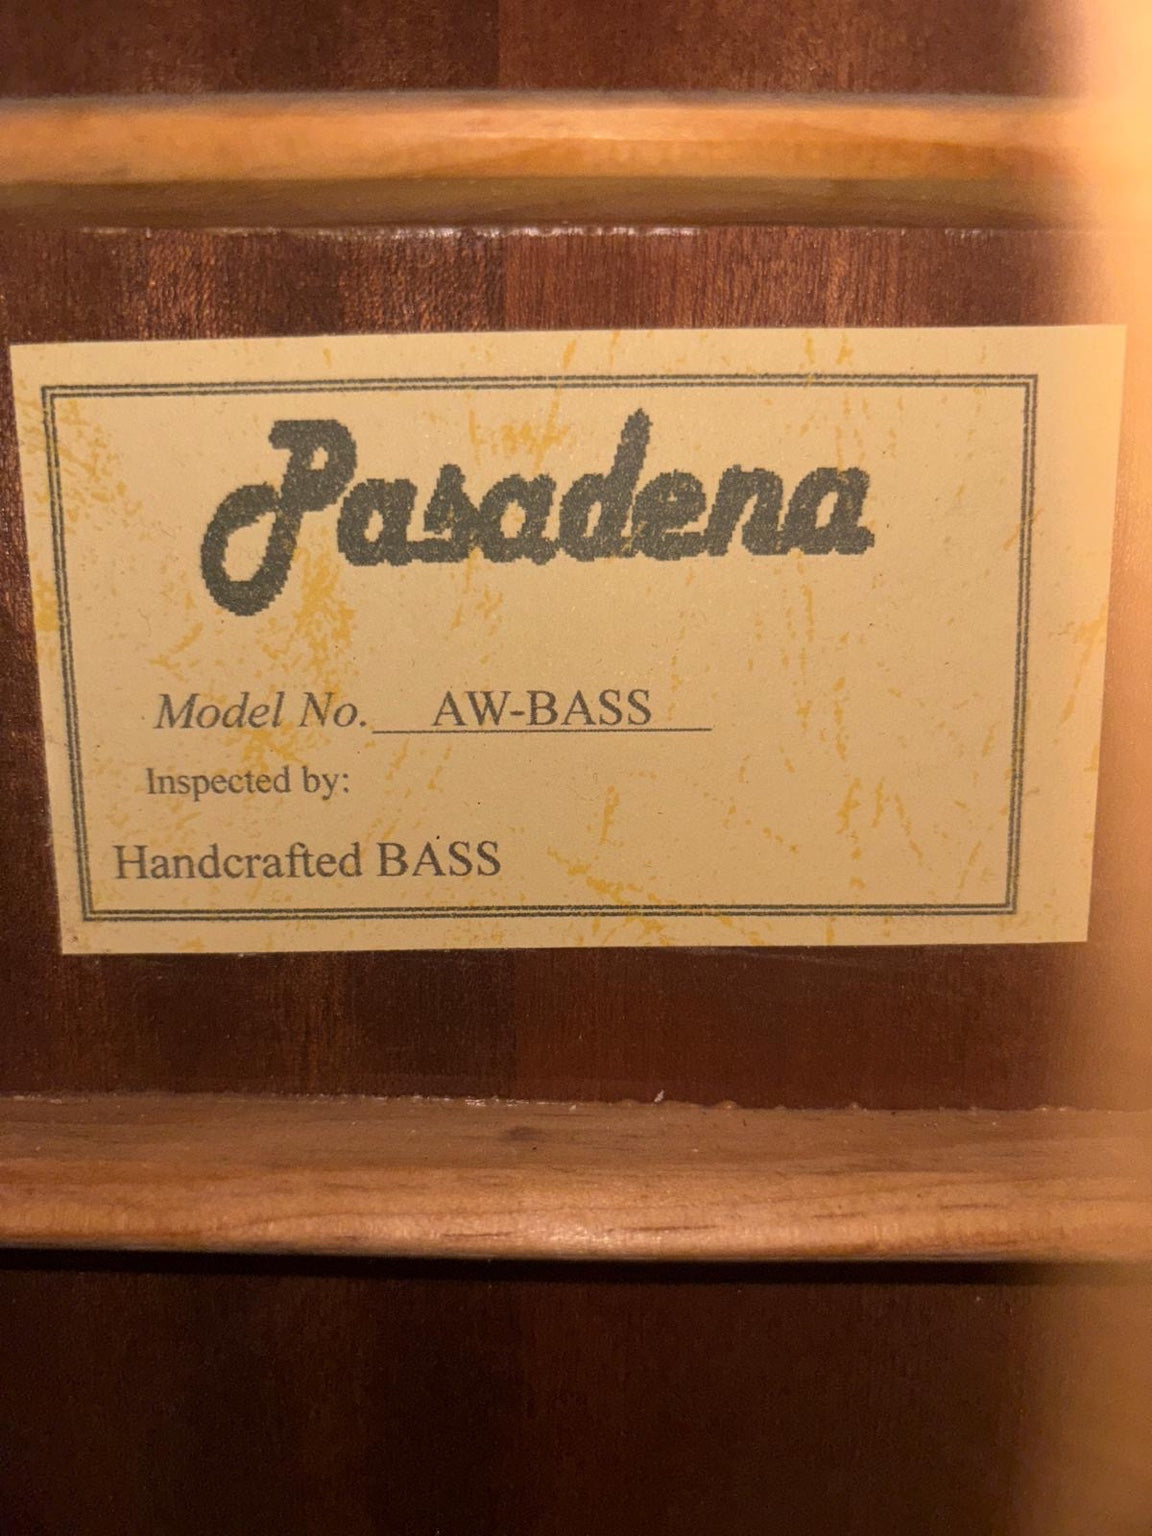 Pasadena
Model No. AW-BASS
Inspected by:
Handcrafted BASS